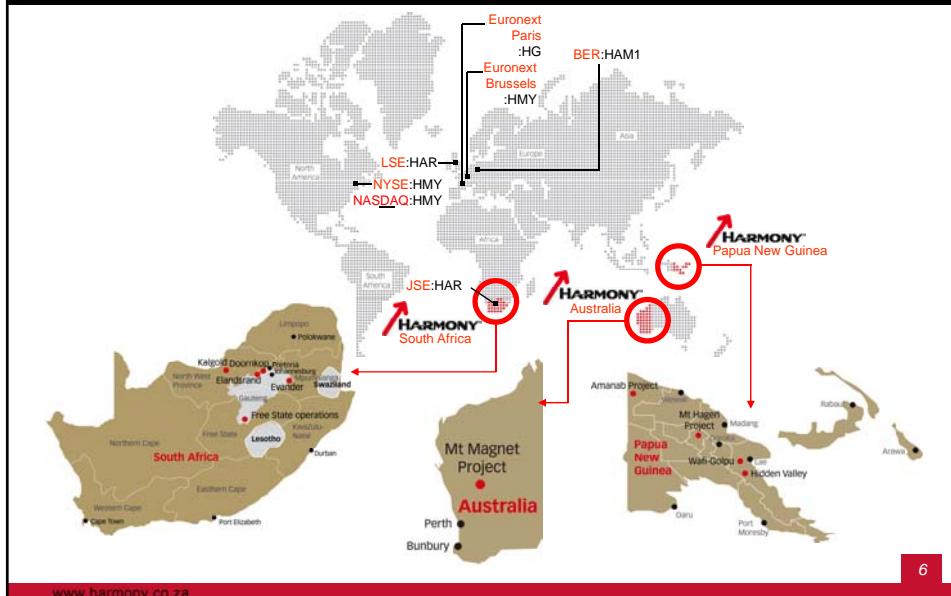 Euronext
Paris
:HG
Euronext
Brussels
:HMY
BER:HAM1
Asia
Europe
North
America
LSE:HAR
NYSE:HMY
NASDAQ:HMY
Africa
South
America
JSE:HAR
HARMONY™
Papua New Guinea
HARMONY™
Australia
HARMONY™
South Africa
Limpopo
Polokwane
Kalgold Doornkop Pretoria
Johannesburg
North West
Province
Elandsrand
Mpumalanga
Swaziland
Evander
Gauteng
Free State operations
Free State
KwaZulu-
Natal
Lesotho
Northern Cape
South Africa
Durban
Eastern Cape
Western Cape
Cape Town
Port Elizabeth
Mt Magnet
Project
Australia
Perth
Bunbury
Amanab Project
Mt Hagen
Project
Madang
Rabaul
Papua
New
Guinea
Wafi-Golpu
Lae
Hidden Valley
Arawa
Daru
Port
Moresby
6
www.harmony.co.za